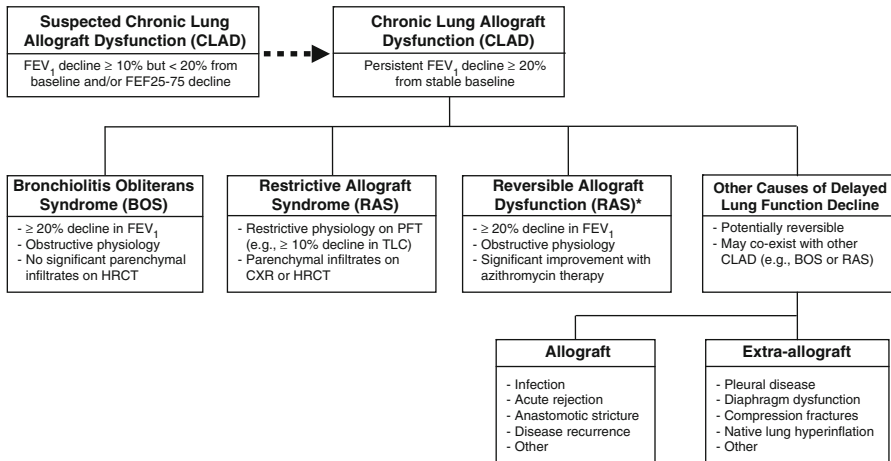 Suspected Chronic Lung
Allograft Dysfunction (CLAD)
FEV₁ decline ≥ 10% but < 20% from
baseline and/or FEF25-75 decline
Chronic Lung Allograft
Dysfunction (CLAD)
Persistent FEV₁ decline ≥ 20%
from stable baseline
Bronchiolitis Obliterans
Syndrome (BOS)
- ≥ 20% decline in FEV₁
- Obstructive physiology
- No significant parenchymal
infiltrates on HRCT
Restrictive Allograft
Syndrome (RAS)
- Restrictive physiology on PFT
(e.g., ≥ 10% decline in TLC)
- Parenchymal infiltrates on
CXR or HRCT
Reversible Allograft
Dysfunction (RAS)*
- ≥ 20% decline in FEV₁
- Obstructive physiology
- Significant improvement with
azithromycin therapy
Other Causes of Delayed
Lung Function Decline
- Potentially reversible
- May co-exist with other
CLAD (e.g., BOS or RAS)
Allograft
- Infection
- Acute rejection
- Anastomotic stricture
- Disease recurrence
- Other
Extra-allograft
- Pleural disease
- Diaphragm dysfunction
- Compression fractures
- Native lung hyperinflation
- Other